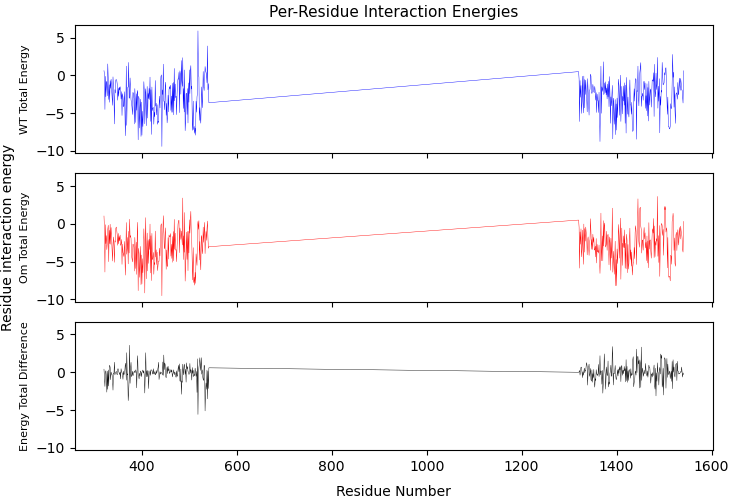 Per-Residue Interaction Energies
Residue interaction energy
WT Total Energy
5
0
−5
−10
Om Total Energy
5
0
−5
−10
Energy Total Difference
5
0
−5
−10
400 600 800 1000 1200 1400 1600
Residue Number